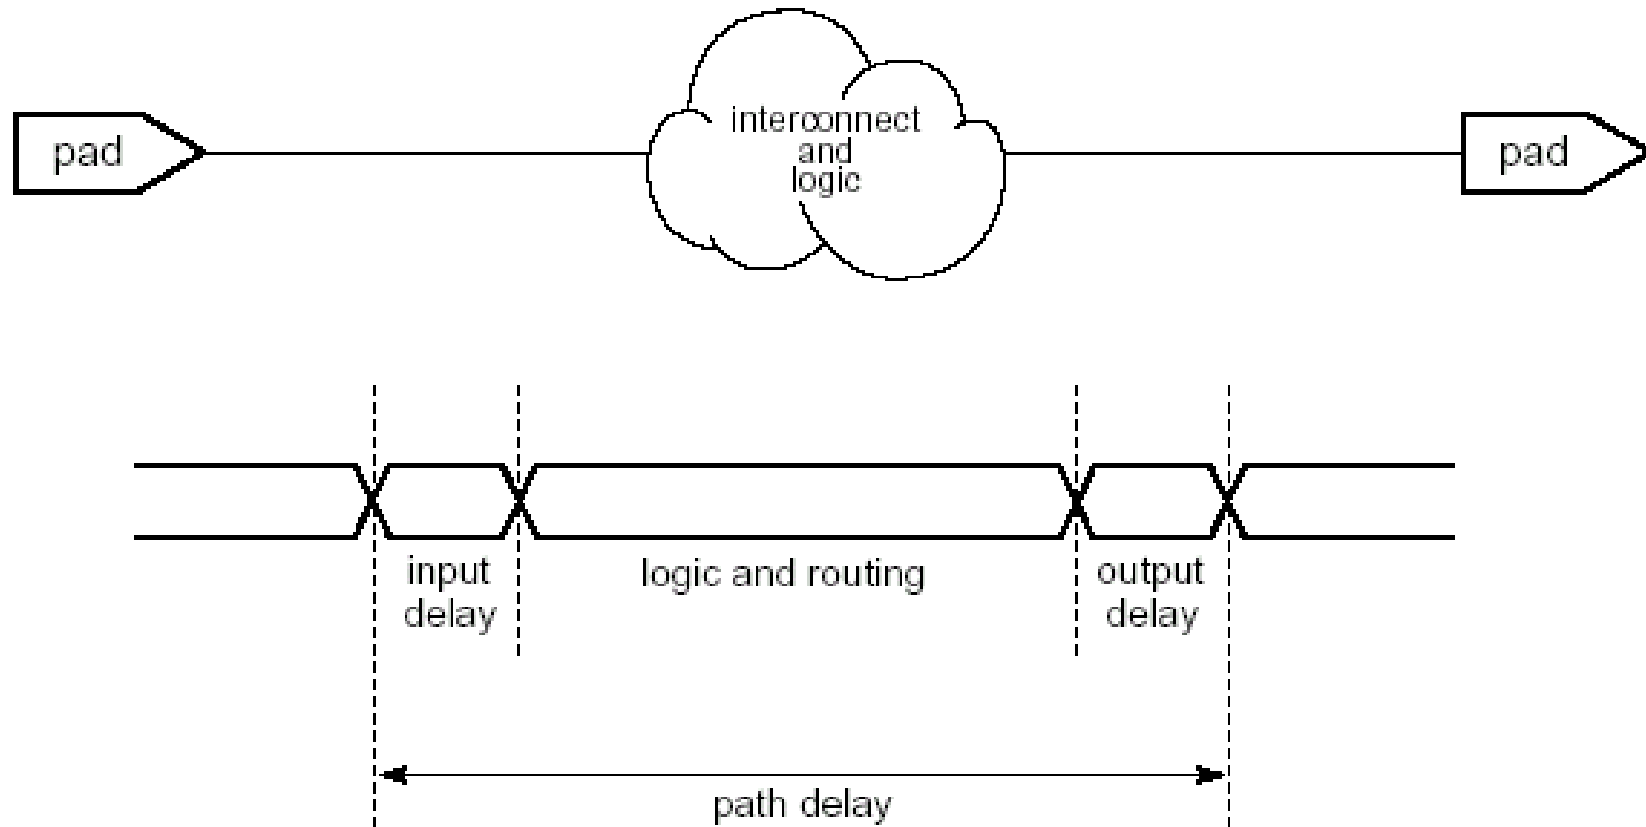 pad
interconnect
and
logic
pad
input
delay
logic and routing
output
delay
path delay